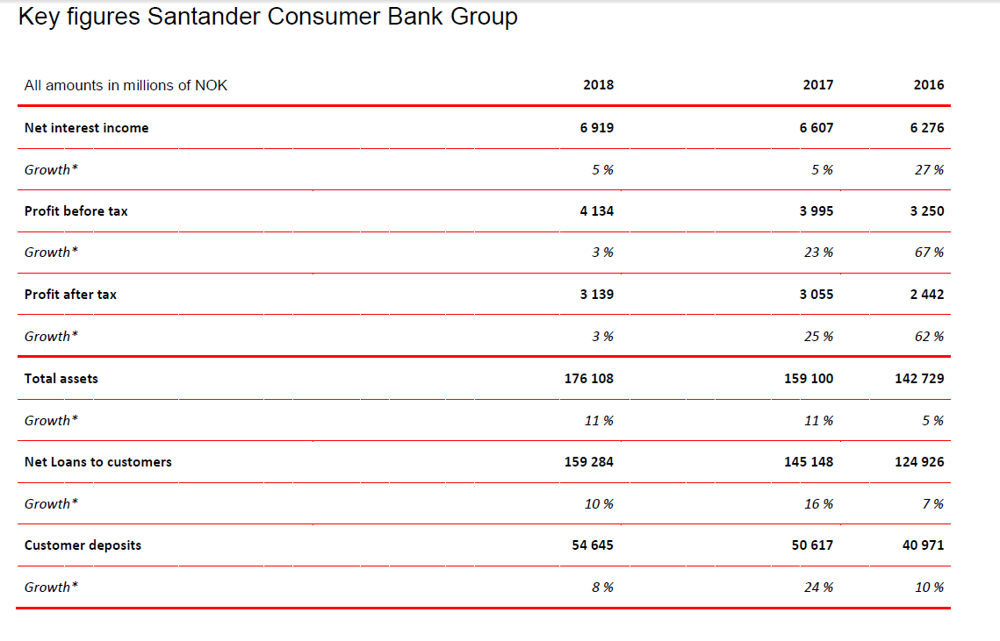 Key figures Santander Consumer Bank Group
All amounts in millions of NOK 2018 2017 2016
Net interest income 6 919 6 607 6 276
Growth* 5 % 5 % 27 %
Profit before tax 4 134 3 995 3 250
Growth* 3 % 23 % 67 %
Profit after tax 3 139 3 055 2 442
Growth* 3 % 25 % 62 %
Total assets 176 108 159 100 142 729
Growth* 11 % 11 % 5 %
Net Loans to customers 159 284 145 148 124 926
Growth* 10 % 16 % 7 %
Customer deposits 54 645 50 617 40 971
Growth* 8 % 24 % 10 %